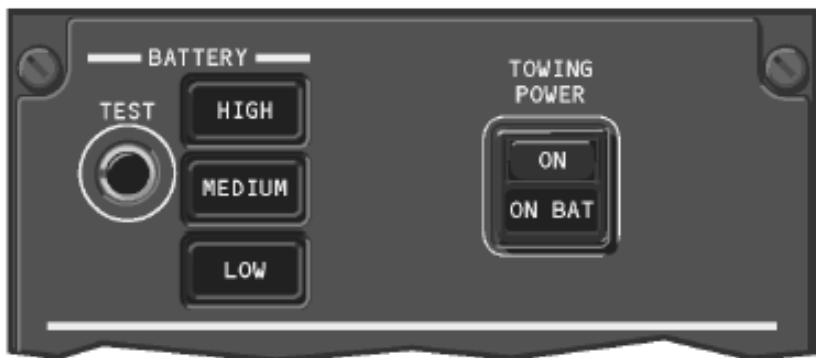 BATTERY
TEST
HIGH
MEDIUM
LOW
TOWING
POWER
ON
ON BAT